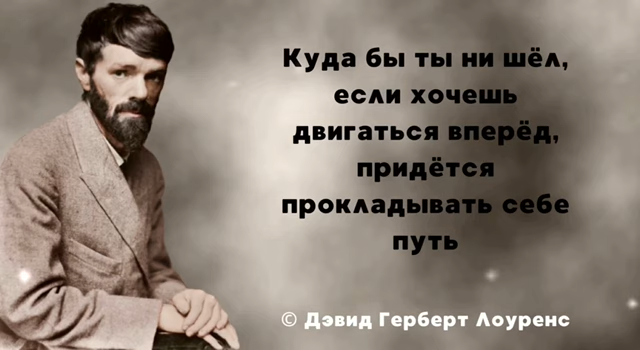 Куда бы ты ни шёл,
если хочешь
двигаться вперёд,
придётся
прокладывать себе
путь
© Дэвид Герберт Лоуренс